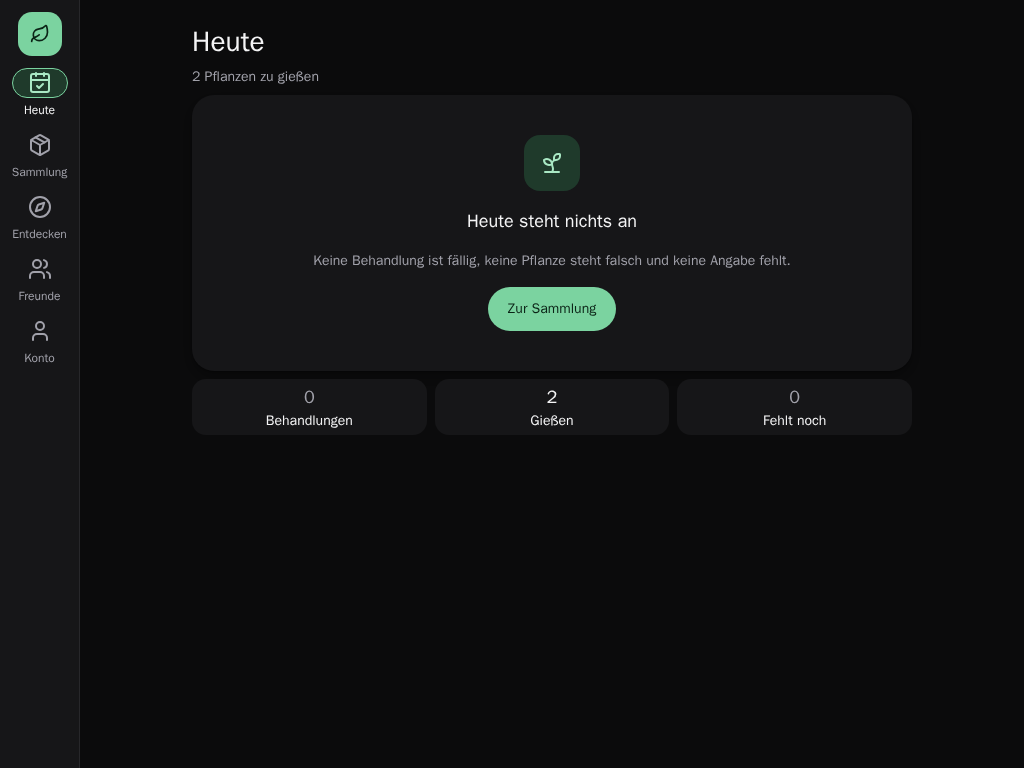 Heute
2 Pflanzen zu gießen
Heute
Sammlung
Entdecken
Freunde
Konto
Heute steht nichts an
Keine Behandlung ist fällig, keine Pflanze steht falsch und keine Angabe fehlt.
Zur Sammlung
0
Behandlungen
2
Gießen
0
Fehlt noch